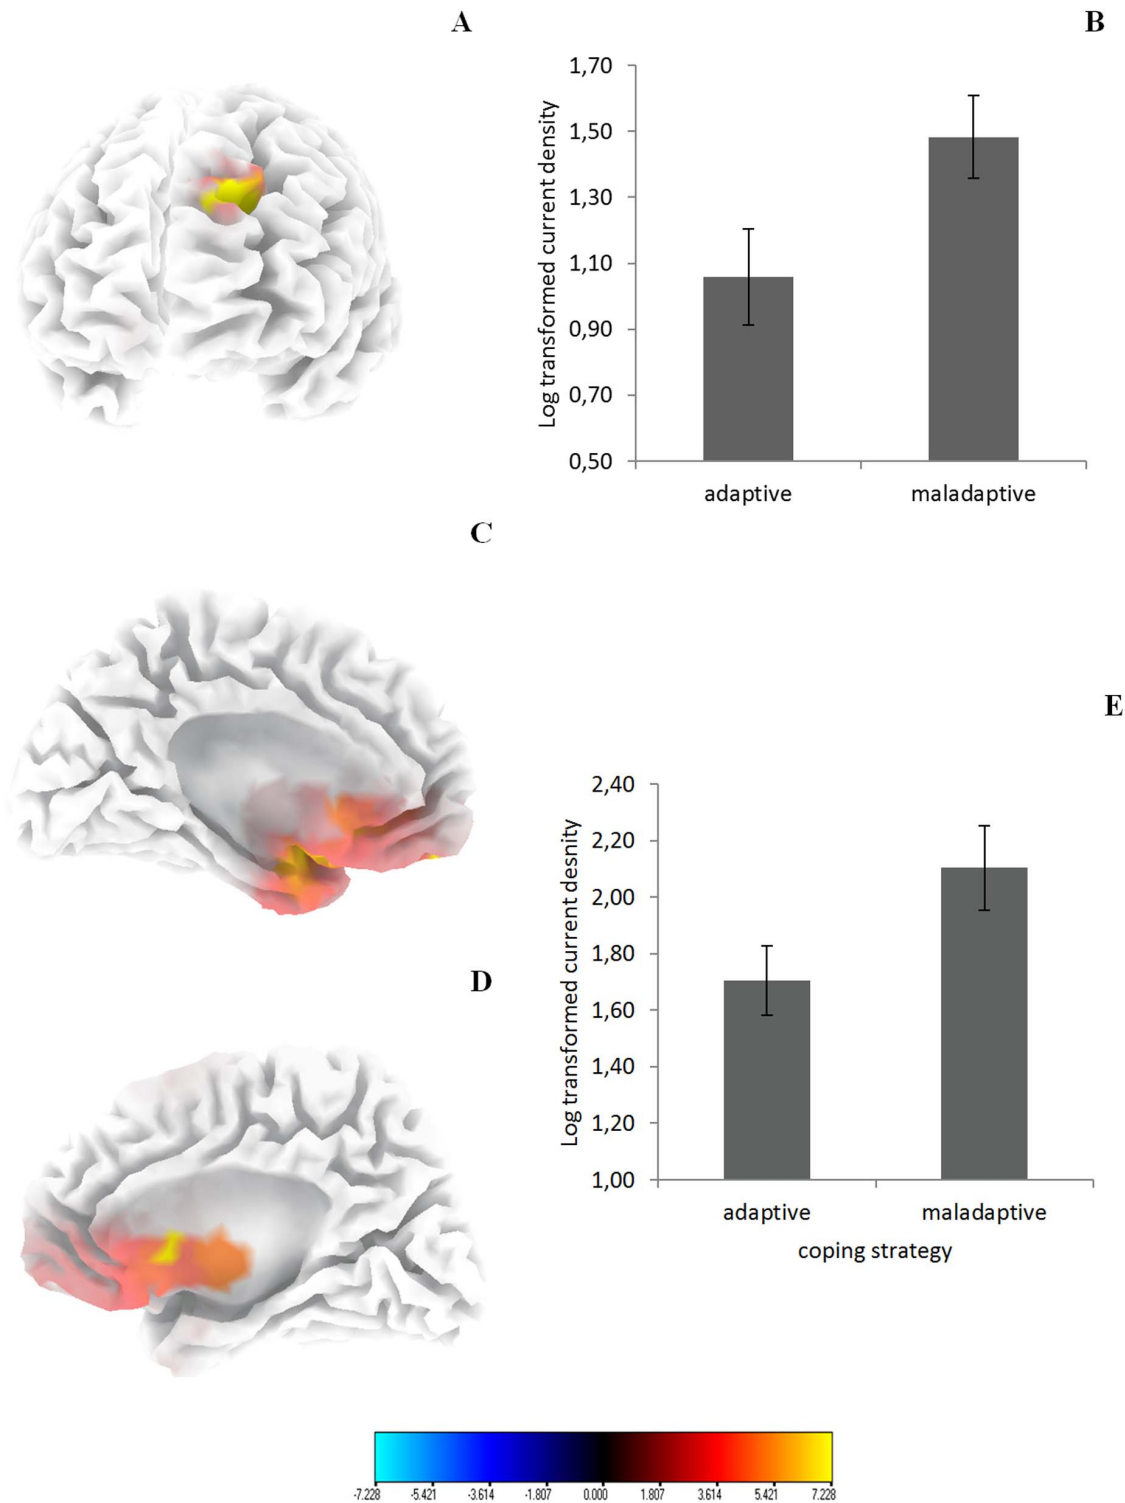 A
B
1,70
1,50
1,30
1,10
0,90
0,70
0,50
Log transformed current density
adaptive maladaptive
C
E
2,40
2,20
2,00
1,80
1,60
1,40
1,20
1,00
Log transformed current desnity
adaptive maladaptive
coping strategy
D
-7.228 -5.421 -3.614 -1.807 0.000 1.807 3.614 5.421 7.228